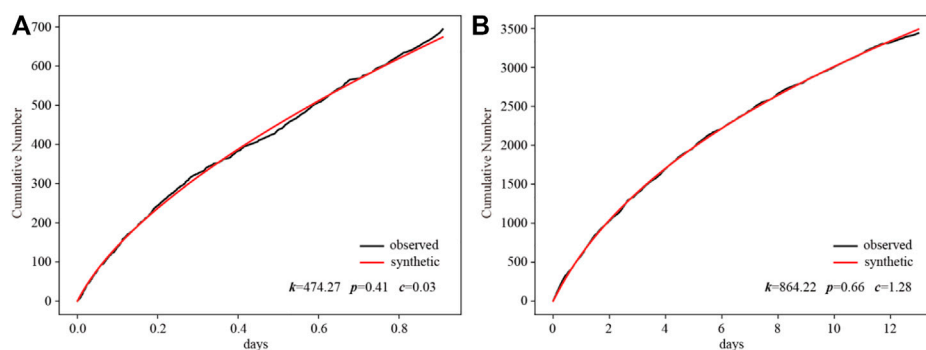 A
Cumulative Number
700
600
500
400
300
200
100
0
observed
synthetic
k=474.27 p=0.41 c=0.03
0.0 0.2 0.4 0.6 0.8
days
B
Cumulative Number
3500
3000
2500
2000
1500
1000
500
0
observed
synthetic
k=864.22 p=0.66 c=1.28
0 2 4 6 8 10 12
days